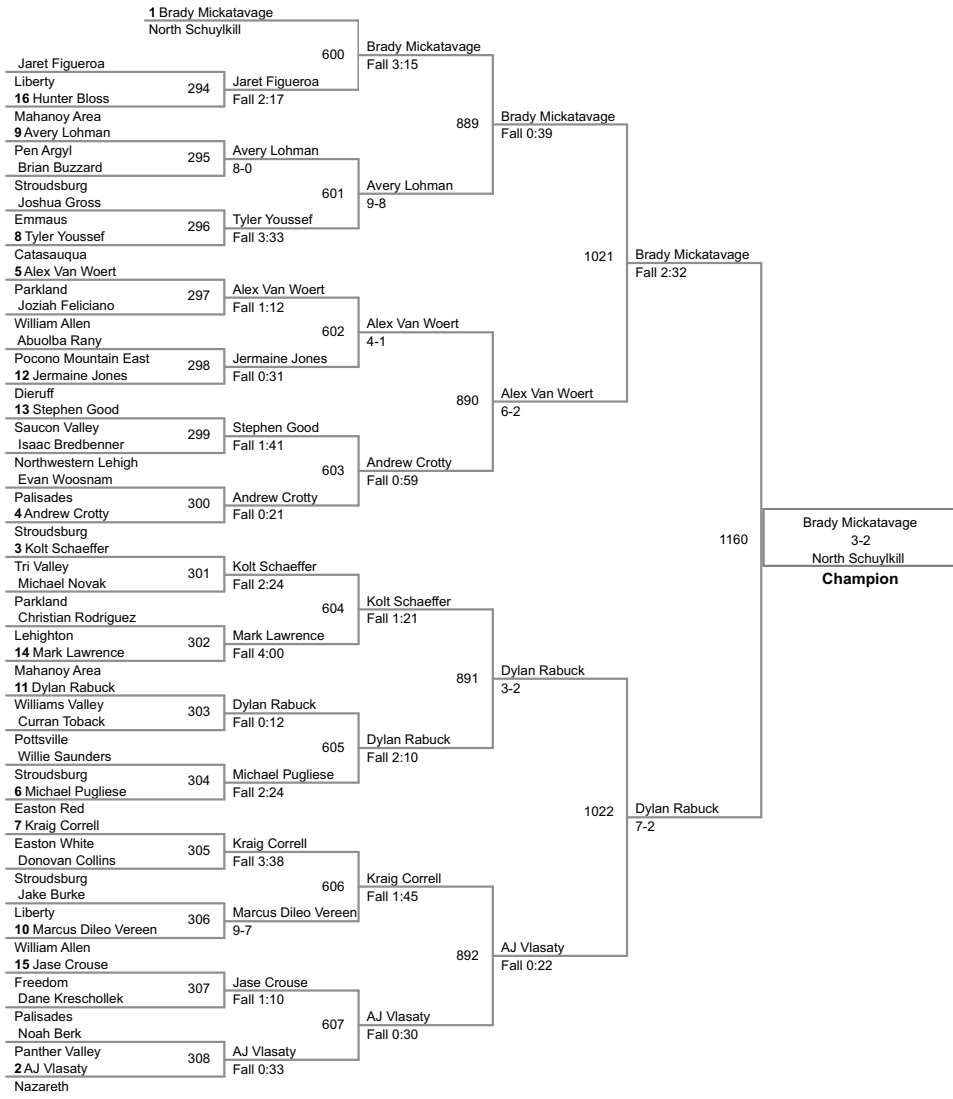 1 Brady Mickatavage
North Schuylkill
600
Brady Mickatavage
Fall 3:15
Jaret Figueroa
Liberty
294
Jaret Figueroa
Fall 2:17
16 Hunter Bloss
Mahanoy Area
889
Brady Mickatavage
Fall 0:39
9 Avery Lohman
Pen Argyl
295
Avery Lohman
8-0
Brian Buzzard
Stroudsburg
601
Avery Lohman
9-8
Joshua Gross
Emmaus
296
Tyler Youssef
Fall 3:33
8 Tyler Youssef
Catasauqua
1021
Brady Mickatavage
Fall 2:32
5 Alex Van Woert
Parkland
297
Alex Van Woert
Fall 1:12
Joziah Feliciano
William Allen
602
Alex Van Woert
4-1
Abuolba Rany
Pocono Mountain East
298
Jermaine Jones
Fall 0:31
12 Jermaine Jones
Dieruff
890
Alex Van Woert
6-2
13 Stephen Good
Saucon Valley
299
Stephen Good
Fall 1:41
Isaac Bredbenner
Northwestern Lehigh
603
Andrew Crotty
Fall 0:59
Evan Woosnam
Palisades
300
Andrew Crotty
Fall 0:21
4 Andrew Crotty
Stroudsburg
1160
Brady Mickatavage
3-2
North Schuylkill
Champion
3 Kolt Schaeffer
Tri Valley
301
Kolt Schaeffer
Fall 2:24
Michael Novak
Parkland
604
Kolt Schaeffer
Fall 1:21
Christian Rodriguez
Lehighton
302
Mark Lawrence
Fall 4:00
14 Mark Lawrence
Mahanoy Area
891
Dylan Rabuck
3-2
11 Dylan Rabuck
Williams Valley
303
Dylan Rabuck
Fall 0:12
Curran Toback
Pottsville
605
Dylan Rabuck
Fall 2:10
Willie Saunders
Stroudsburg
304
Michael Pugliese
Fall 2:24
6 Michael Pugliese
Easton Red
1022
Dylan Rabuck
7-2
7 Kraig Correll
Easton White
305
Kraig Correll
Fall 3:38
Donovan Collins
Stroudsburg
606
Kraig Correll
Fall 1:45
Jake Burke
Liberty
306
Marcus Dileo Vereen
9-7
10 Marcus Dileo Vereen
William Allen
892
AJ Vlasaty
Fall 0:22
15 Jase Crouse
Freedom
307
Jase Crouse
Fall 1:10
Dane Kreschollek
Palisades
607
AJ Vlasaty
Fall 0:30
Noah Berk
Panther Valley
308
AJ Vlasaty
Fall 0:33
2 AJ Vlasaty
Nazareth